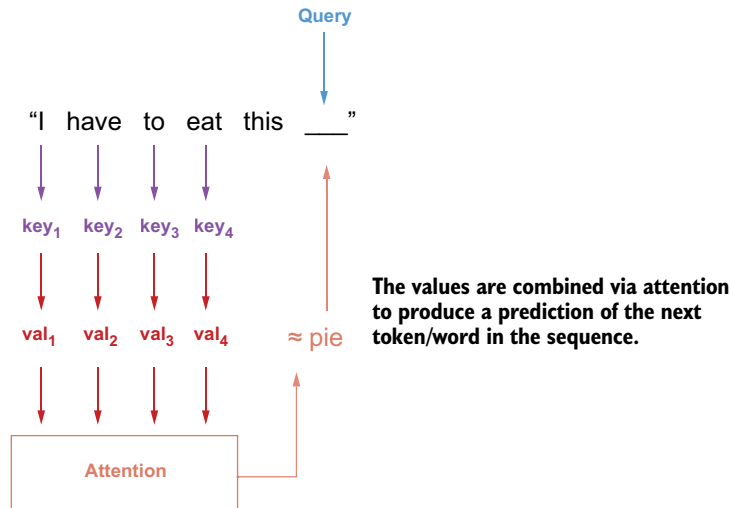 Query
“I have to eat this ___”
key1 key2 key3 key4
val1 val2 val3 val4
≈ pie
The values are combined via attention
to produce a prediction of the next
token/word in the sequence.
Attention